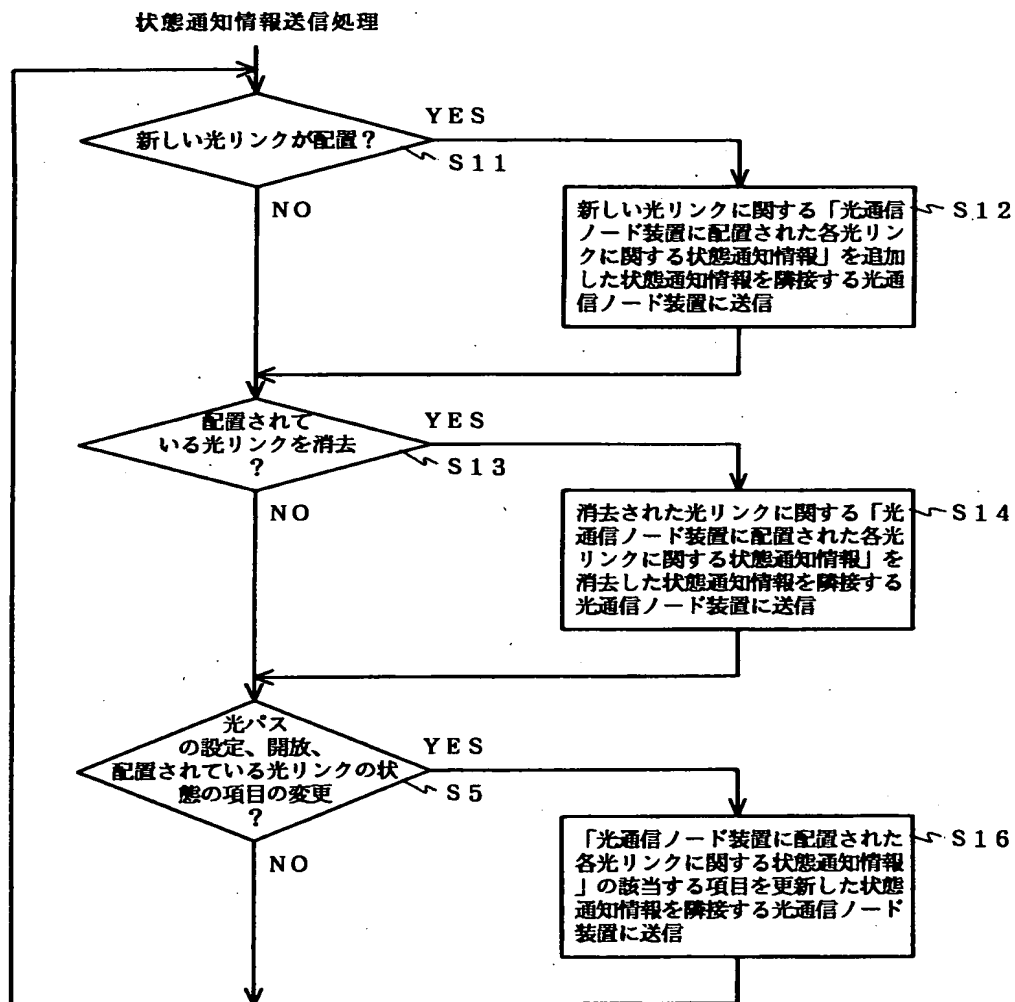 状態通知情報送信処理
新しい光リンクが配置?
YES
S11
NO
新しい光リンクに関する「光通信
ノード装置に配置された各光リン
クに関する状態通知情報」を追加
した状態通知情報を隣接する光通
信ノード装置に送信
S12
配置されて
いる光リンクを消去
?
YES
S13
NO
消去された光リンクに関する「光
通信ノード装置に配置された各光
リンクに関する状態通知情報」を
消去した状態通知情報を隣接する
光通信ノード装置に送信
S14
光パス
の設定、開放、
配置されている光リンクの状
態の項目の変更
?
YES
S5
NO
「光通信ノード装置に配置された
各光リンクに関する状態通知情報
」の該当する項目を更新した状態
通知情報を隣接する光通信ノード
装置に送信
S16